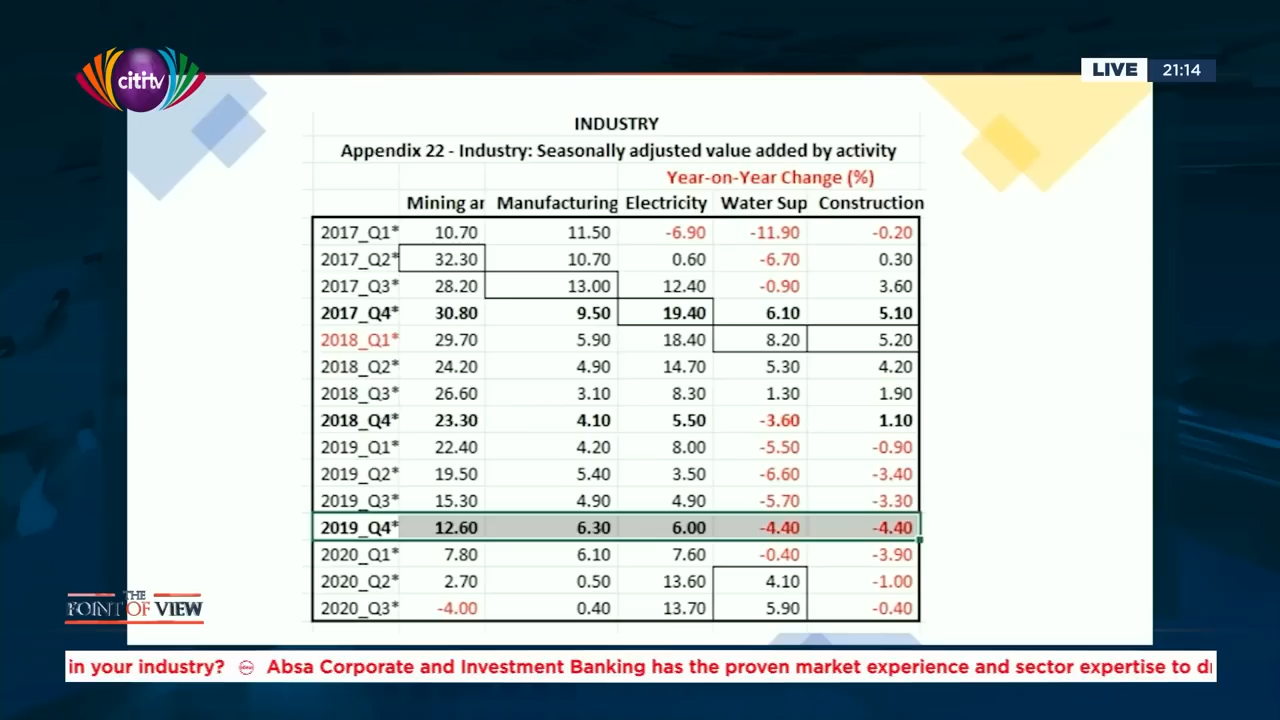 citi tv
LIVE 21:14
INDUSTRY
Appendix 22 - Industry: Seasonally adjusted value added by activity
Year-on-Year Change (%)
Mining ar Manufacturing Electricity Water Sup Construction
2017_Q1* 10.70 11.50 -6.90 -11.90 -0.20
2017_Q2* 32.30 10.70 0.60 -6.70 0.30
2017_Q3* 28.20 13.00 12.40 -0.90 3.60
2017_Q4* 30.80 9.50 19.40 6.10 5.10
2018_Q1* 29.70 5.90 18.40 8.20 5.20
2018_Q2* 24.20 4.90 14.70 5.30 4.20
2018_Q3* 26.60 3.10 8.30 1.30 1.90
2018_Q4* 23.30 4.10 5.50 -3.60 1.10
2019_Q1* 22.40 4.20 8.00 -5.50 -0.90
2019_Q2* 19.50 5.40 3.50 -6.60 -3.40
2019_Q3* 15.30 4.90 4.90 -5.70 -3.30
2019_Q4* 12.60 6.30 6.00 -4.40 -4.40
2020_Q1* 7.80 6.10 7.60 -0.40 -3.90
2020_Q2* 2.70 0.50 13.60 4.10 -1.00
2020_Q3* -4.00 0.40 13.70 5.90 -0.40
THE
POINT OF VIEW
in your industry? Absa Corporate and Investment Banking has the proven market experience and sector expertise to